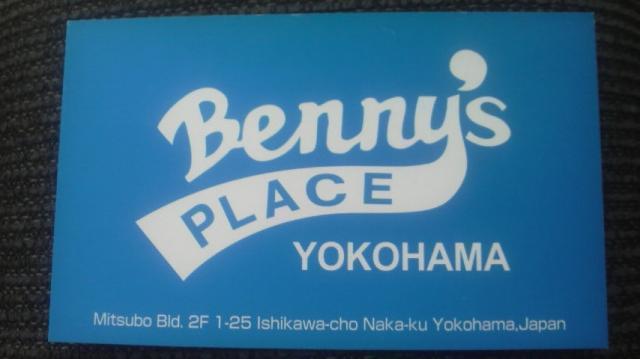 Benny's
PLACE
YOKOHAMA
Mitsubo Bld. 2F 1-25 Ishikawa-cho Naka-ku Yokohama,Japan